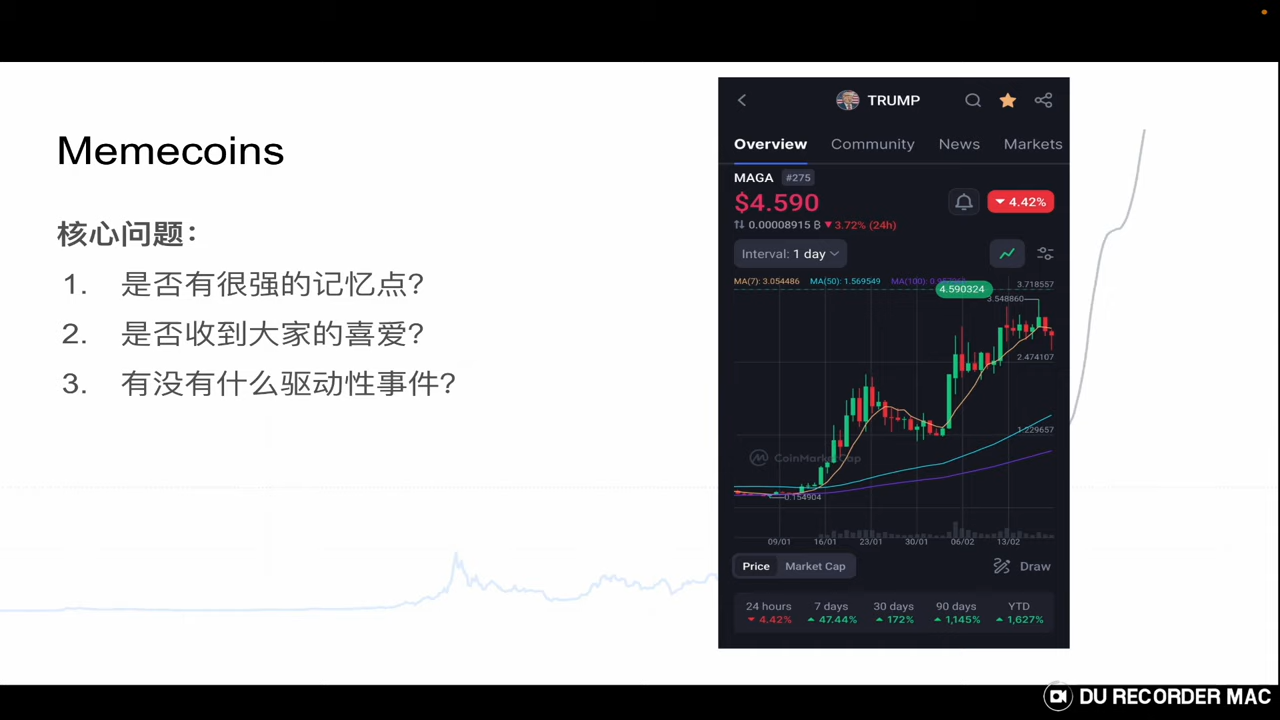 Memecoins
核心问题：
1. 是否有很强的记忆点?
2. 是否收到大家的喜爱?
3. 有没有什么驱动性事件?
TRUMP
Overview Community News Markets
MAGA #275
$4.590
4.42%
0.00008915 ₿ 3.72% (24h)
Interval: 1 day
MA(7): 3.054486 MA(50): 1.569549 MA(100):
4.590324
3.718557
3.548860
2.474107
1.229657
CoinMarketCap
0.154904
09/01 16/01 23/01 30/01 06/02 13/02
Price Market Cap Draw
24 hours 7 days 30 days 90 days YTD
4.42% 47.44% 172% 1,145% 1,627%
DU RECORDER MAC